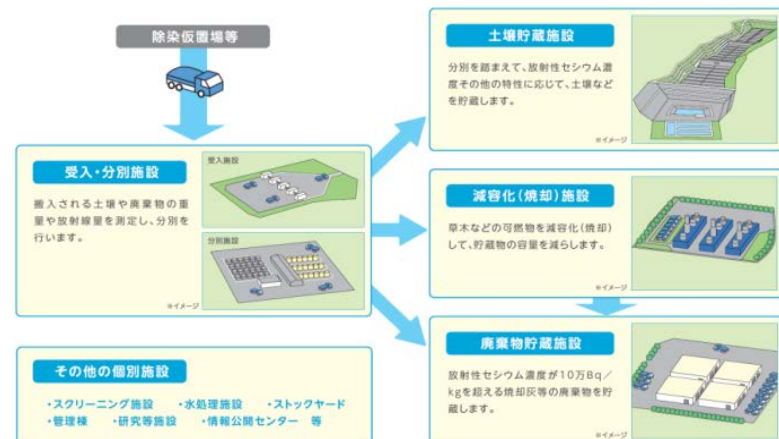 除染仮置場等
受入・分別施設
搬入される土壌や廃棄物の重
量や放射線量を測定し、分別を
行います。
受入施設
分別施設
※イメージ
土壌貯蔵施設
分別を踏まえて、放射性セシウム濃
度その他の特性に応じて、土壌など
を貯蔵します。
※イメージ
減容化(焼却)施設
草木などの可燃物を減容化(焼却)
して、貯蔵物の容量を減らします。
※イメージ
廃棄物貯蔵施設
放射性セシウム濃度が10万Bq/
kgを超える焼却灰等の廃棄物を貯
蔵します。
※イメージ
その他の個別施設
・スクリーニング施設 ・水処理施設 ・ストックヤード
・管理棟 ・研究等施設 ・情報公開センター 等